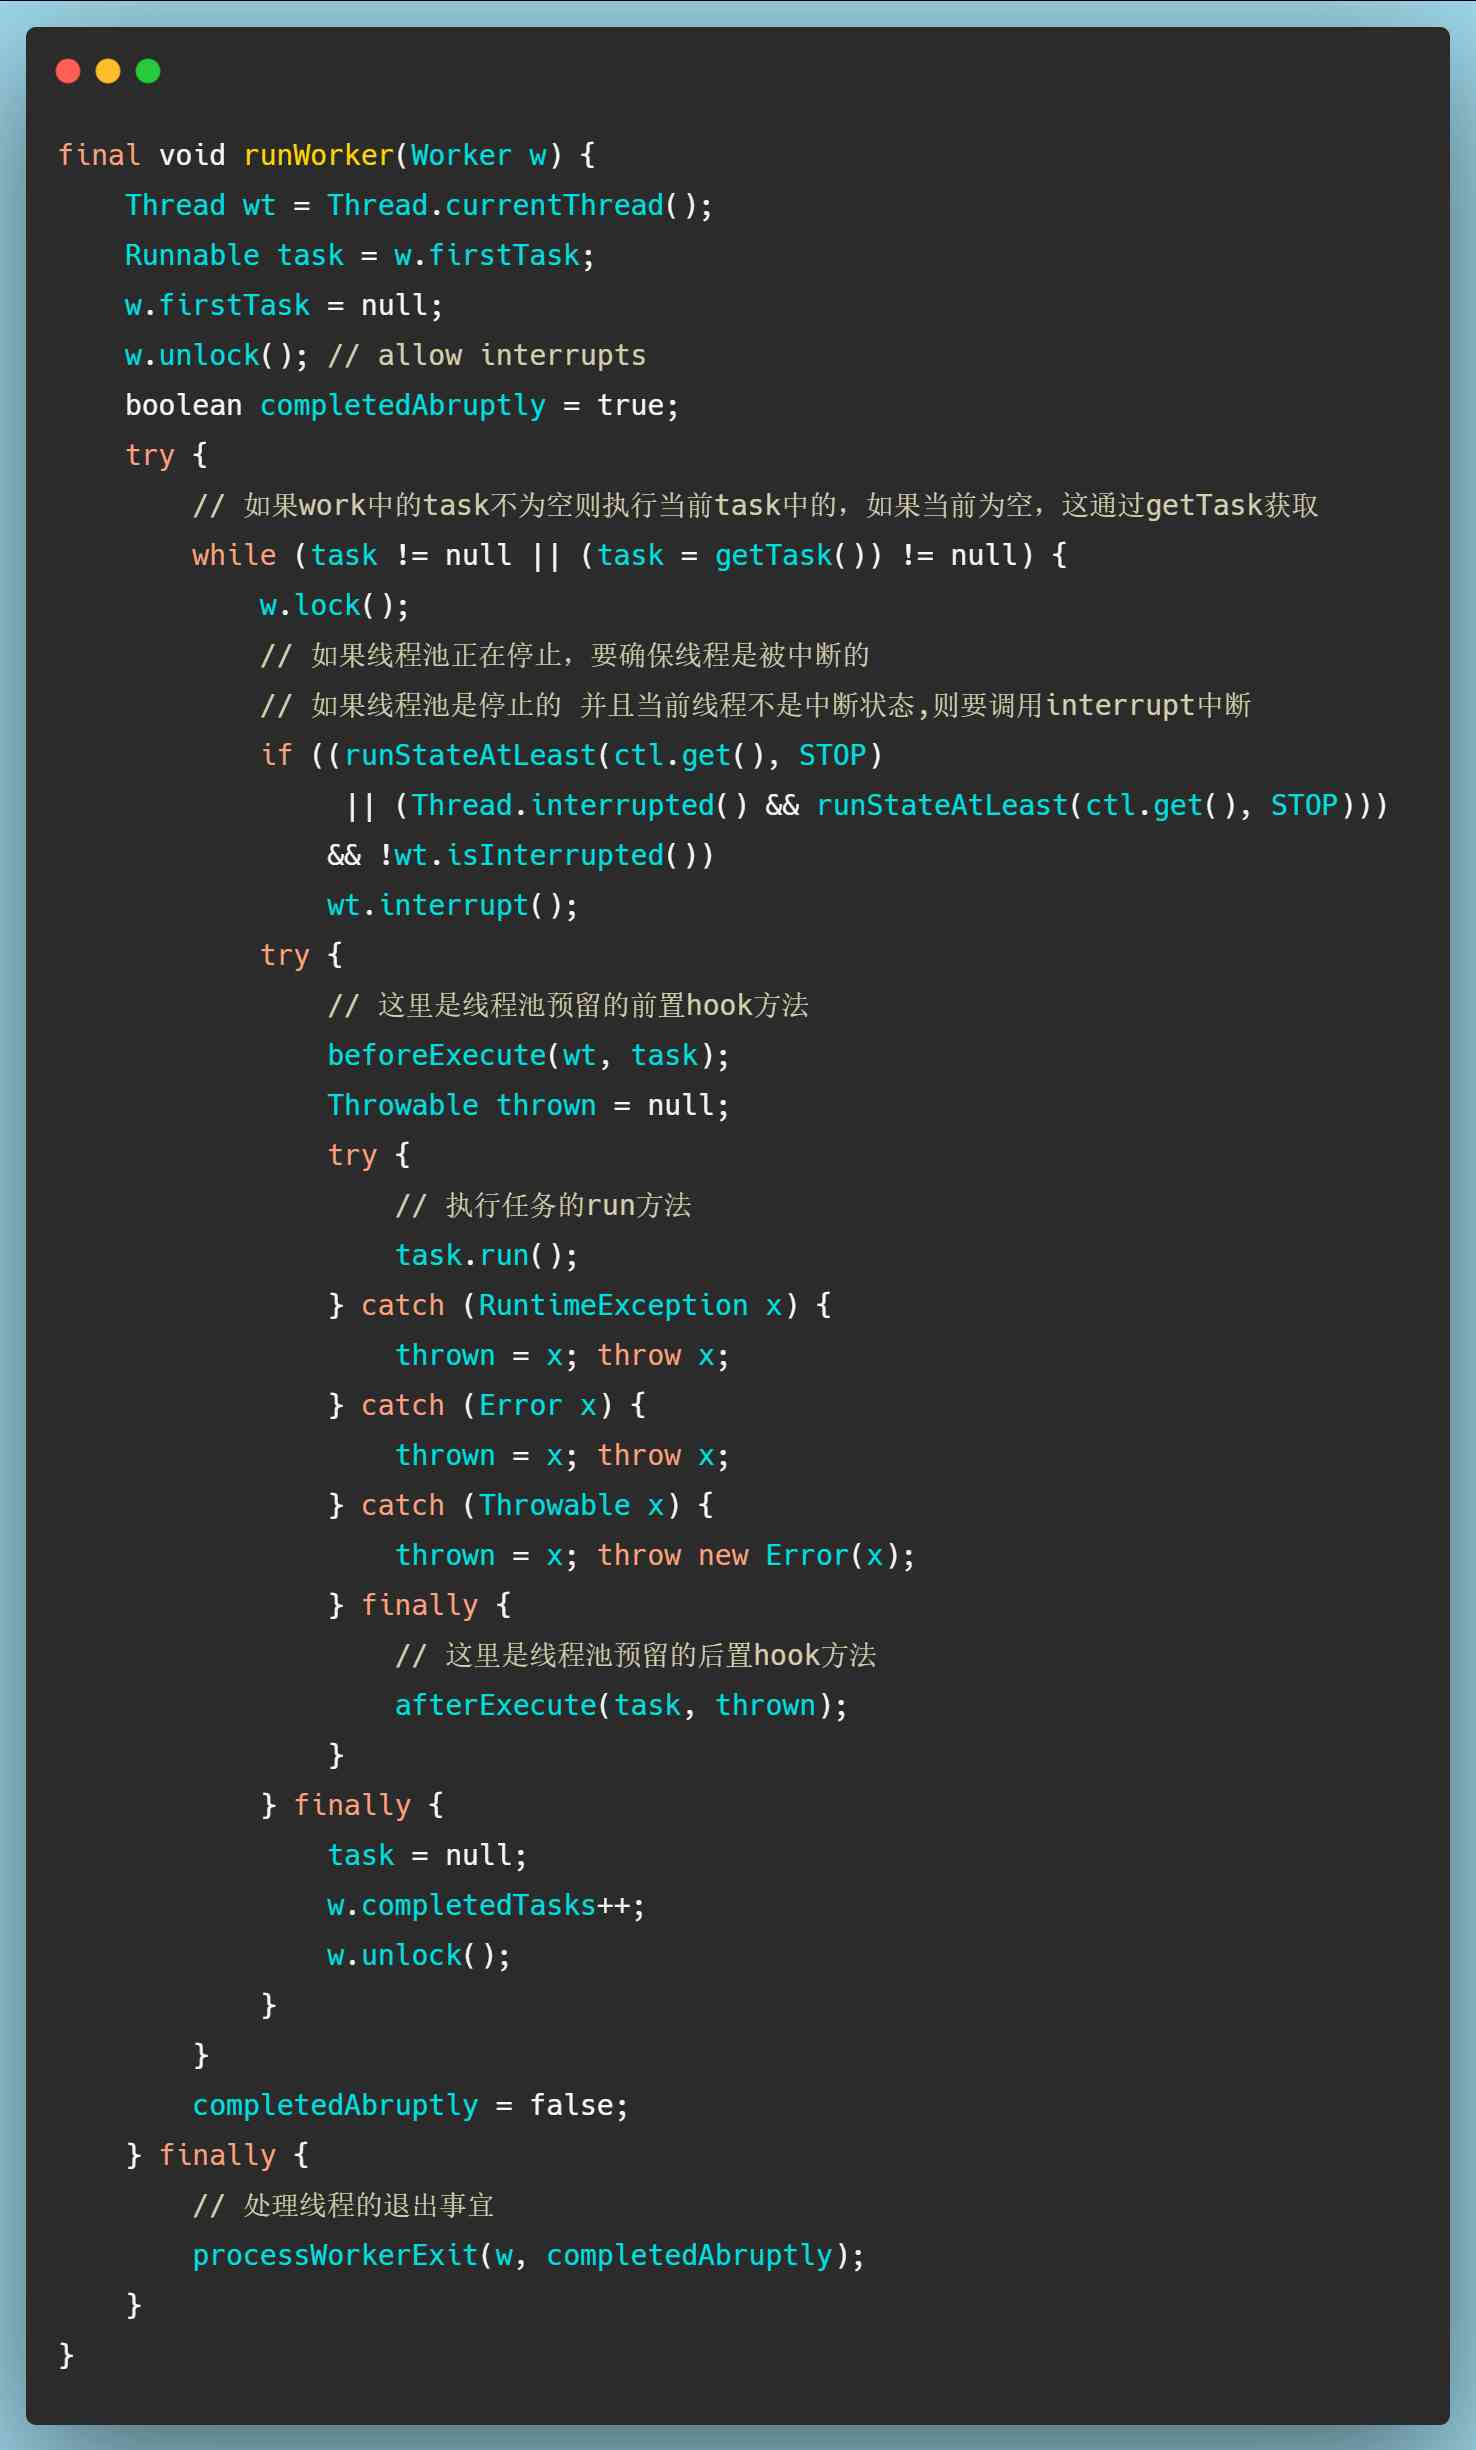 final void runWorker(Worker w) {
    Thread wt = Thread.currentThread();
    Runnable task = w.firstTask;
    w.firstTask = null;
    w.unlock(); // allow interrupts
    boolean completedAbruptly = true;
    try {
        // 如果work中的task不为空则执行当前task中的，如果当前为空，这通过getTask获取
        while (task != null || (task = getTask()) != null) {
            w.lock();
            // 如果线程池正在停止，要确保线程是被中断的
            // 如果线程池是停止的 并且当前线程不是中断状态,则要调用interrupt中断
            if ((runStateAtLeast(ctl.get(), STOP)
                 || (Thread.interrupted() && runStateAtLeast(ctl.get(), STOP)))
                && !wt.isInterrupted())
                wt.interrupt();
            try {
                // 这里是线程池预留的前置hook方法
                beforeExecute(wt, task);
                Throwable thrown = null;
                try {
                    // 执行任务的run方法
                    task.run();
                } catch (RuntimeException x) {
                    thrown = x; throw x;
                } catch (Error x) {
                    thrown = x; throw x;
                } catch (Throwable x) {
                    thrown = x; throw new Error(x);
                } finally {
                    // 这里是线程池预留的后置hook方法
                    afterExecute(task, thrown);
                }
            } finally {
                task = null;
                w.completedTasks++;
                w.unlock();
            }
        }
        completedAbruptly = false;
    } finally {
        // 处理线程的退出事宜
        processWorkerExit(w, completedAbruptly);
    }
}